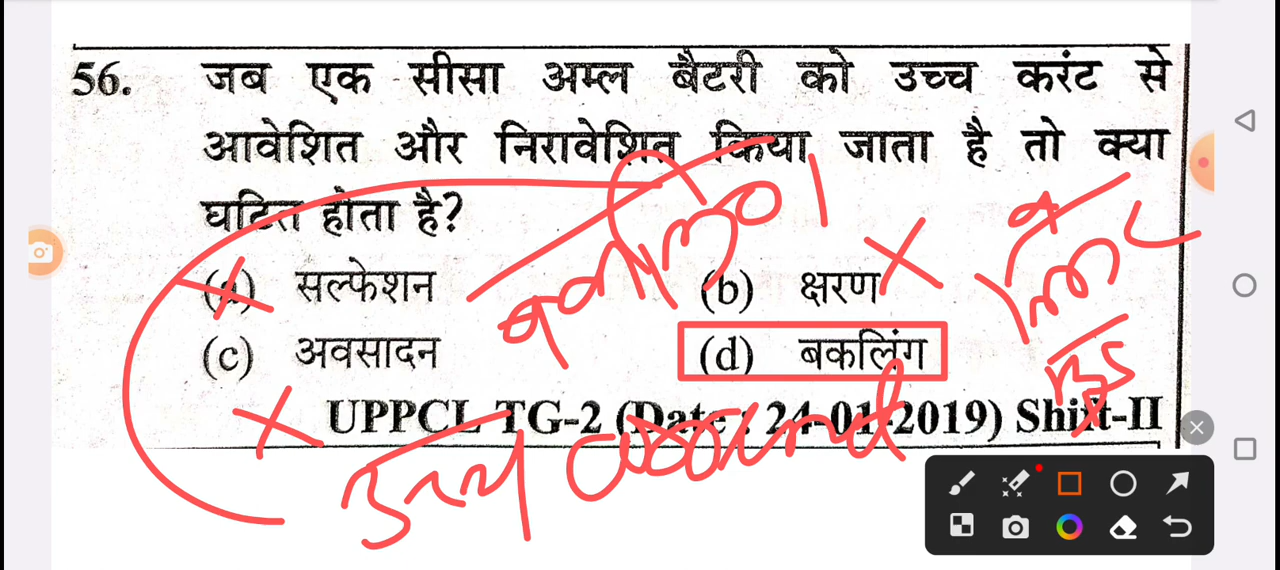 56. जब एक सीसा अम्ल बैटरी को उच्च करंट से
आवेशित और निरावेशित किया जाता है तो क्या
घटित होता है?
(a) सल्फेशन (b) क्षरण
(c) अवसादन (d) बकलिंग
UPPCL TG-2 (Date : 24-01-2019) Shift-II
उच्च